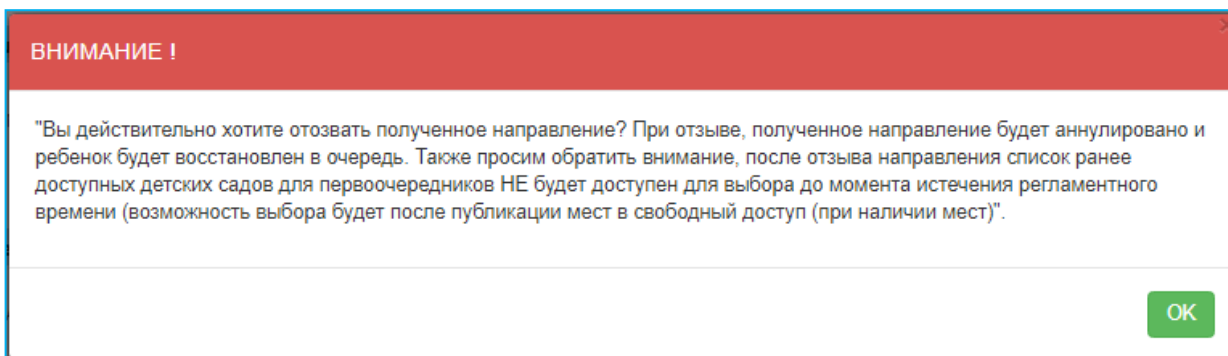 ВНИМАНИЕ !
"Вы действительно хотите отозвать полученное направление? При отзыве, полученное направление будет аннулировано и
ребенок будет восстановлен в очередь. Также просим обратить внимание, после отзыва направления список ранее
доступных детских садов для первоочередников НЕ будет доступен для выбора до момента истечения регламентного
времени (возможность выбора будет после публикации мест в свободный доступ (при наличии мест)".
OK